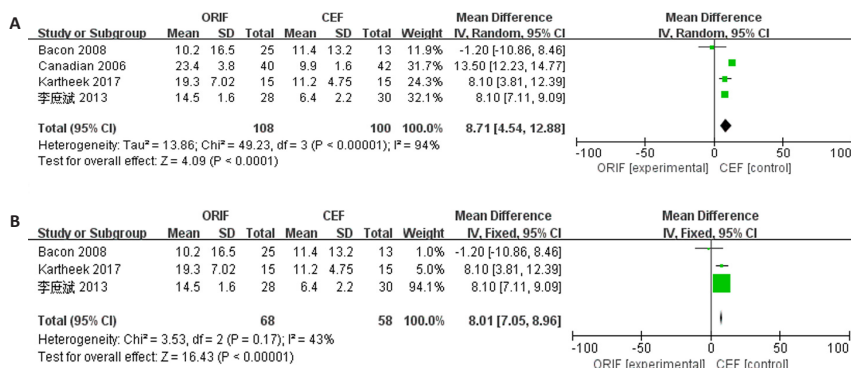 A
ORIF CEF Mean Difference Mean Difference
Study or Subgroup Mean SD Total Mean SD Total Weight IV, Random, 95% CI IV, Random, 95% CI
Bacon 2008 10.2 16.5 25 11.4 13.2 13 11.9% -1.20 [-10.86, 8.46]
Canadian 2006 23.4 3.8 40 9.9 1.6 42 31.7% 13.50 [12.23, 14.77]
Kartheek 2017 19.3 7.02 15 11.2 4.75 15 24.3% 8.10 [3.81, 12.39]
李庶斌 2013 14.5 1.6 28 6.4 2.2 30 32.1% 8.10 [7.11, 9.09]
Total (95% CI) 108 100 100.0% 8.71 [4.54, 12.88]
Heterogeneity: Tau² = 13.86; Chi² = 49.23, df = 3 (P < 0.00001); I² = 94%
Test for overall effect: Z = 4.09 (P < 0.0001)
-100 -50 0 50 100
ORIF [experimental] CEF [control]
B
ORIF CEF Mean Difference Mean Difference
Study or Subgroup Mean SD Total Mean SD Total Weight IV, Fixed, 95% CI IV, Fixed, 95% CI
Bacon 2008 10.2 16.5 25 11.4 13.2 13 1.0% -1.20 [-10.86, 8.46]
Kartheek 2017 19.3 7.02 15 11.2 4.75 15 5.0% 8.10 [3.81, 12.39]
李庶斌 2013 14.5 1.6 28 6.4 2.2 30 94.1% 8.10 [7.11, 9.09]
Total (95% CI) 68 58 100.0% 8.01 [7.05, 8.96]
Heterogeneity: Chi² = 3.53, df = 2 (P = 0.17); I² = 43%
Test for overall effect: Z = 16.43 (P < 0.00001)
-100 -50 0 50 100
ORIF [experimental] CEF [control]